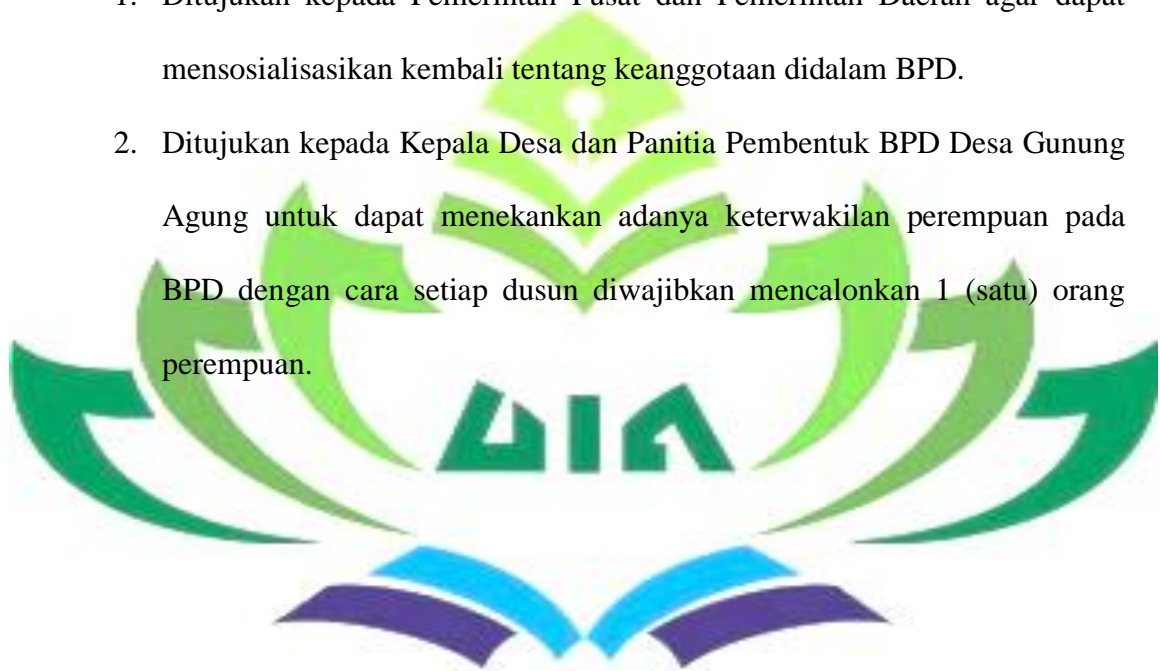 1. Ditujukan kepada Pemerintah Pusat dan Pemerintah Daerah agar dapat
mensosialisasikan kembali tentang keanggotaan didalam BPD.
2. Ditujukan kepada Kepala Desa dan Panitia Pembentuk BPD Desa Gunung
Agung untuk dapat menekankan adanya keterwakilan perempuan pada
BPD dengan cara setiap dusun diwajibkan mencalonkan 1 (satu) orang
perempuan.
UIN